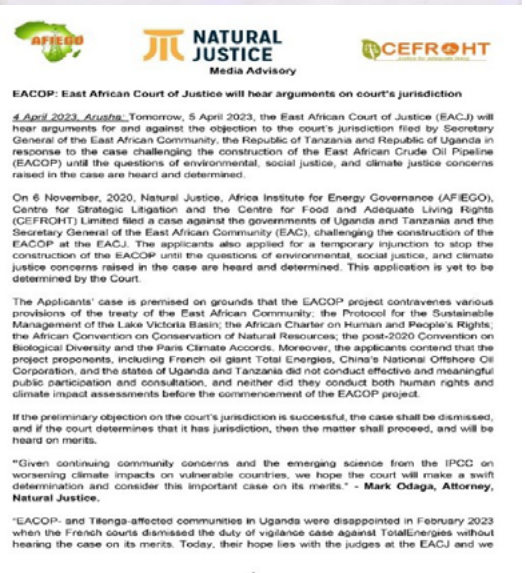 AFIEGO
NATURAL
JUSTICE
CEFROHT
Media Advisory
EACOP: East African Court of Justice will hear arguments on court's jurisdiction
4 April 2023, Arusha: Tomorrow, 5 April 2023, the East African Court of Justice (EACJ) will
hear arguments for and against the objection to the court's jurisdiction filed by Secretary
General of the East African Community, the Republic of Tanzania and Republic of Uganda in
response to the case challenging the construction of the East African Crude Oil Pipeline
(EACOP) until the questions of environmental, social justice, and climate justice concerns
raised in the case are heard and determined.
On 6 November, 2020, Natural Justice, Africa Institute for Energy Governance (AFIEGO),
Centre for Strategic Litigation and the Centre for Food and Adequate Living Rights
(CEFROHT) Limited filed a case against the governments of Uganda and Tanzania and the
Secretary General of the East African Community (EAC), challenging the construction of the
EACOP at the EACJ. The applicants also applied for a temporary injunction to stop the
construction of the EACOP until the questions of environmental, social justice, and climate
justice concerns raised in the case are heard and determined. This application is yet to be
determined by the Court.
The Applicants' case is premised on grounds that the EACOP project contravenes various
provisions of the treaty of the East African Community; the Protocol for the Sustainable
Management of the Lake Victoria Basin; the African Charter on Human and People's Rights;
the African Convention on Conservation of Natural Resources; the post-2020 Convention on
Biological Diversity and the Paris Climate Accords. Moreover, the applicants contend that the
project proponents, including French oil giant Total Energies, China's National Offshore Oil
Corporation, and the states of Uganda and Tanzania did not conduct effective and meaningful
public participation and consultation, and neither did they conduct both human rights and
climate impact assessments before the commencement of the EACOP project.
If the preliminary objection on the court's jurisdiction is successful, the case shall be dismissed,
and if the court determines that it has jurisdiction, then the matter shall proceed, and will be
heard on merits.
"Given continuing community concerns and the emerging science from the IPCC on
worsening climate impacts on vulnerable countries, we hope the court will make a swift
determination and consider this important case on its merits." - Mark Odaga, Attorney,
Natural Justice.
"EACOP- and Tilenga-affected communities in Uganda were disappointed in February 2023
when the French courts dismissed the duty of vigilance case against TotalEnergies without
hearing the case on its merits. Today, their hope lies with the judges at the EACJ and we